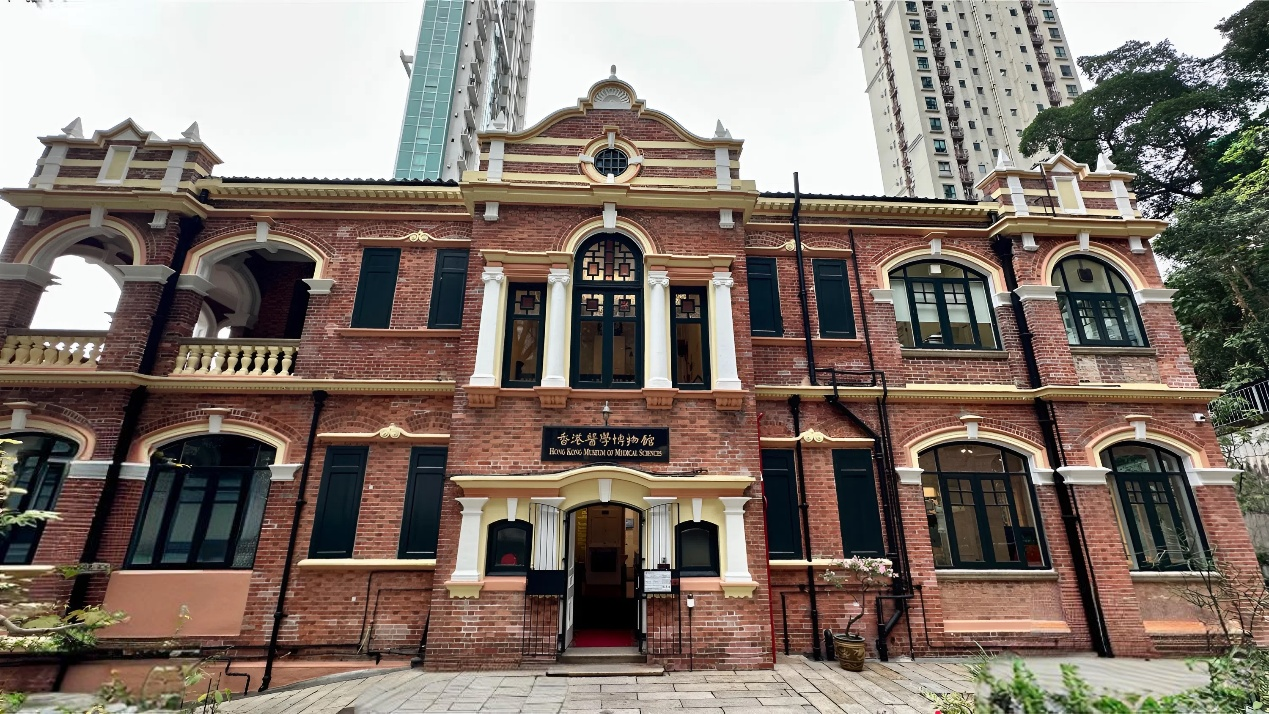 香港醫學博物館
HONG KONG MUSEUM OF MEDICAL SCIENCES